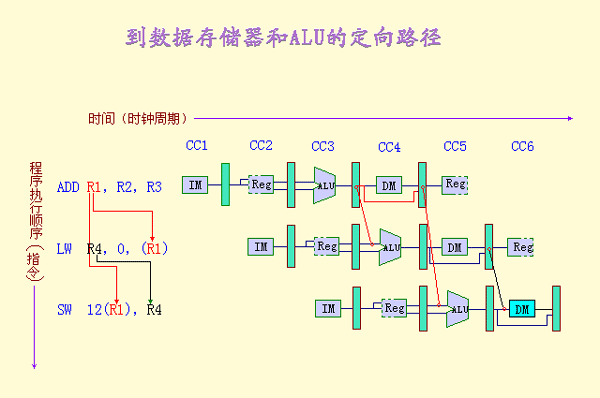 到数据存储器和ALU的定向路径
时间（时钟周期）
CC1 CC2 CC3 CC4 CC5 CC6
程序执行顺序（指令）
ADD R1, R2, R3
IM Reg ALU DM Reg
LW R4, 0, (R1)
IM Reg ALU DM Reg
SW 12(R1), R4
IM Reg ALU DM